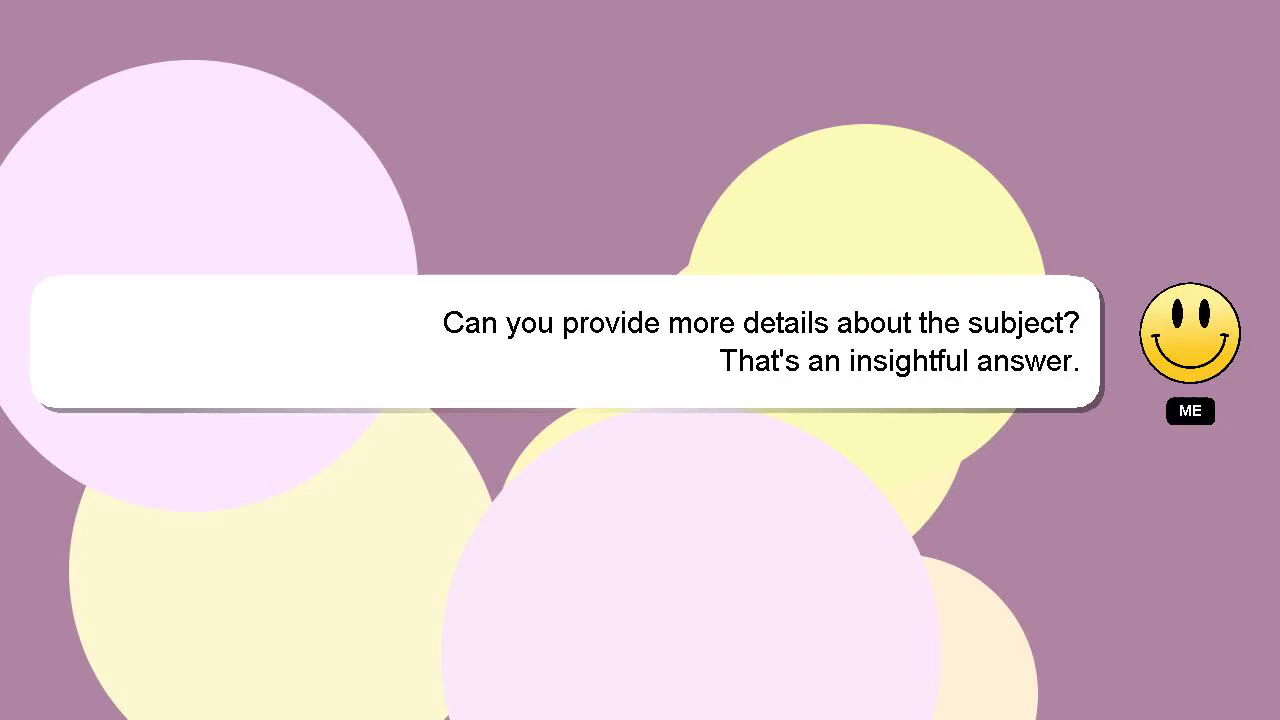 Can you provide more details about the subject?
That's an insightful answer.
ME